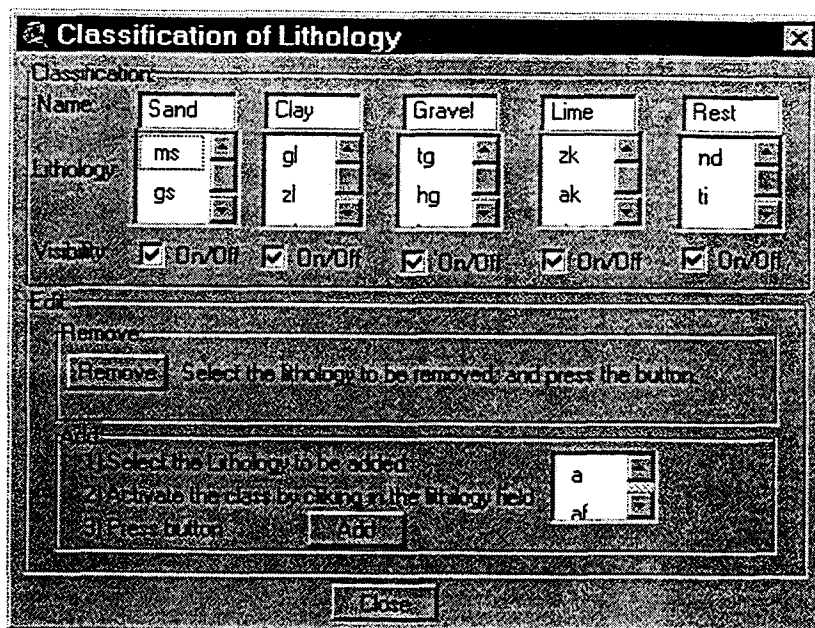 Classification of Lithology
Classification:
Name: Sand Clay Gravel Lime Rest
Lithology: ms gl tg zk nd
gs zl hg ak ti
Visibility: On/Off On/Off On/Off On/Off On/Off
Edit
Remove
Remove Select the lithology to be removed, and press the button.
Add
1) Select the Lithology to be added.
2) Activate the class by cliking in the lithilogy field
3) Press button Add
a
af
Close